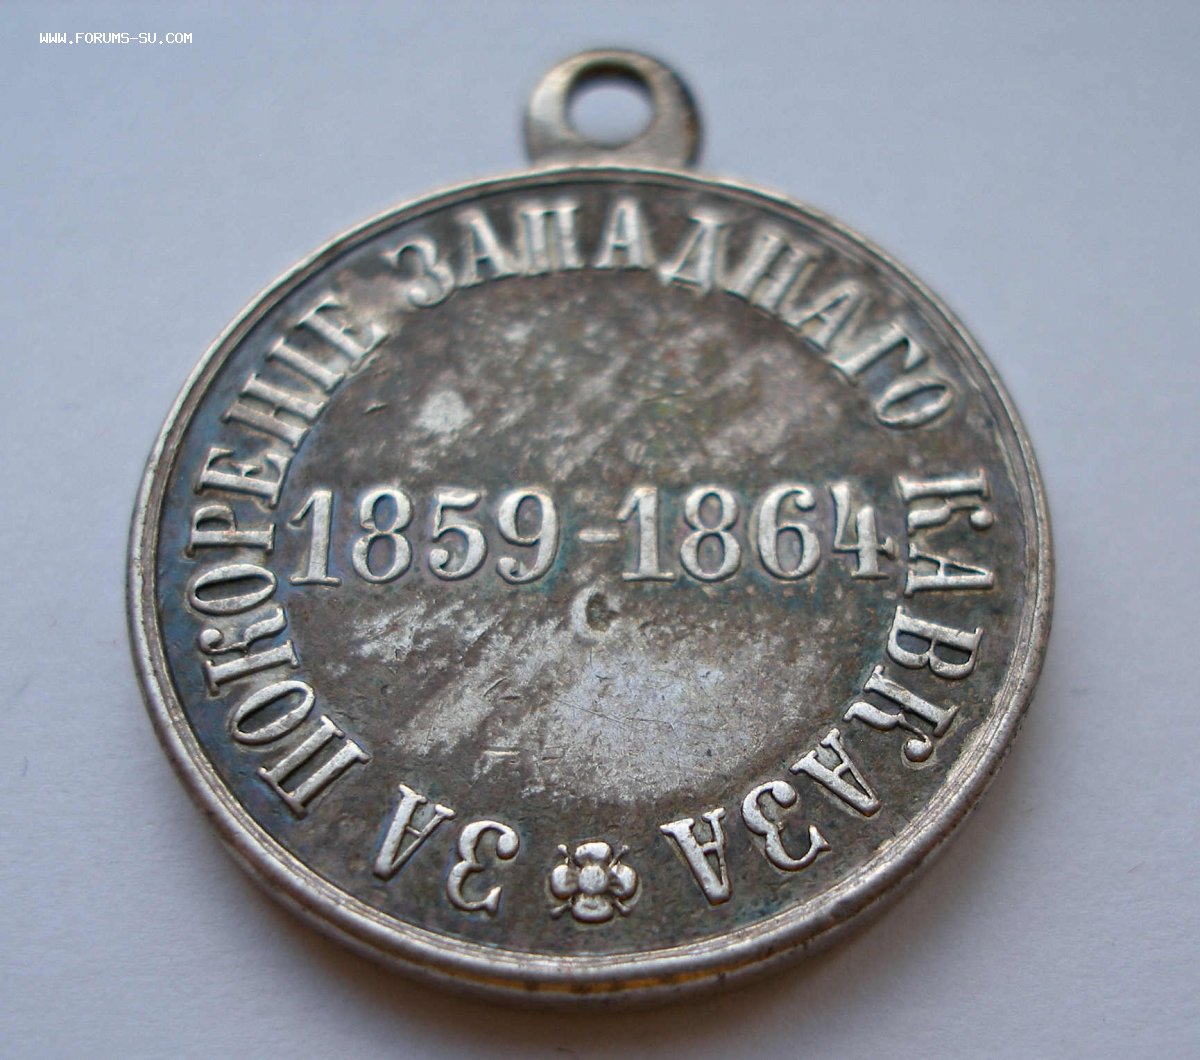 WWW.FORUMS-SU.COM
ЗА ПОКОРЕНІЕ ЗАПАДНАГО КАВКАЗА
1859-1864
С